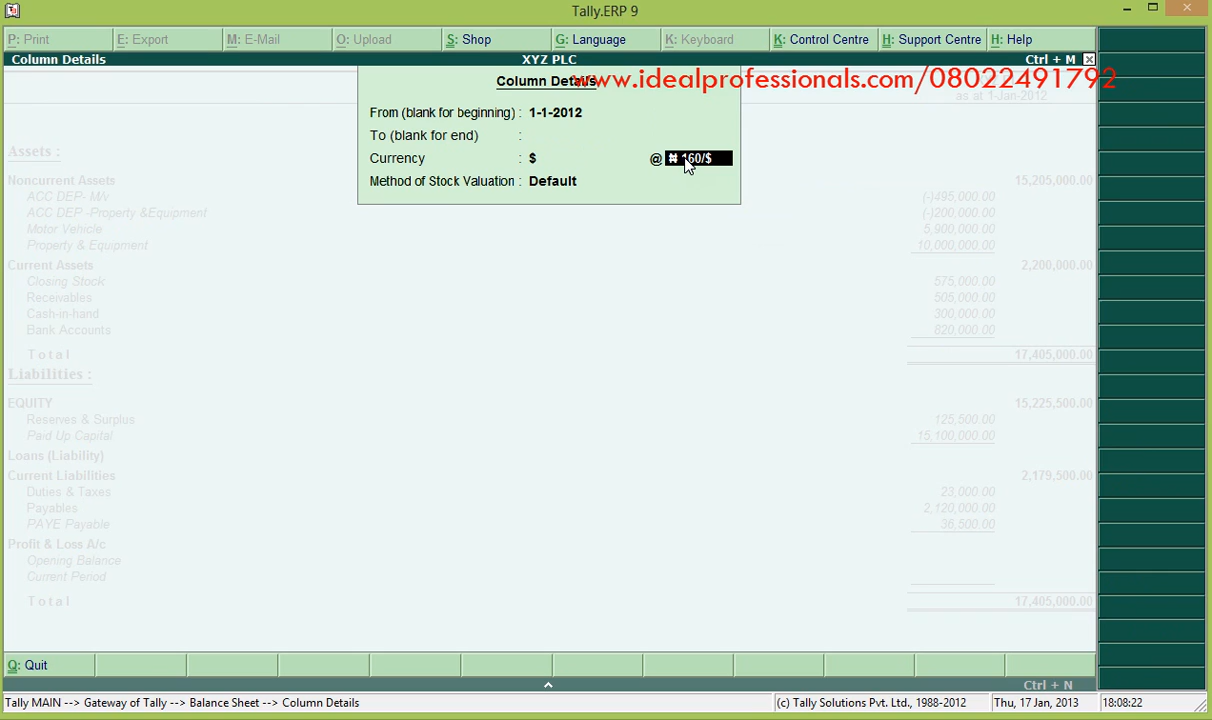 Tally.ERP 9
P: Print E: Export M: E-Mail O: Upload S: Shop G: Language K: Keyboard K: Control Centre H: Support Centre H: Help
Column Details XYZ PLC Ctrl + M
www.idealprofessionals.com/08022491792
Column Details
as at 1-Jan-2012
From (blank for beginning) : 1-1-2012
To (blank for end) :
Currency : $ @ ₦ 160/$
Method of Stock Valuation : Default
Assets :
Noncurrent Assets 15,205,000.00
ACC DEP- M/v (-)495,000.00
ACC DEP -Property &Equipment (-)200,000.00
Motor Vehicle 5,900,000.00
Property & Equipment 10,000,000.00
Current Assets 2,200,000.00
Closing Stock 575,000.00
Receivables 505,000.00
Cash-in-hand 300,000.00
Bank Accounts 820,000.00
Total 17,405,000.00
Liabilities :
EQUITY 15,225,500.00
Reserves & Surplus 125,500.00
Paid Up Capital 15,100,000.00
Loans (Liability)
Current Liabilities 2,179,500.00
Duties & Taxes 23,000.00
Payables 2,120,000.00
PAYE Payable 36,500.00
Profit & Loss A/c
Opening Balance
Current Period
Total 17,405,000.00
Q: Quit
Ctrl + N
Tally MAIN --> Gateway of Tally --> Balance Sheet --> Column Details (c) Tally Solutions Pvt. Ltd., 1988-2012 Thu, 17 Jan, 2013 18:08:22